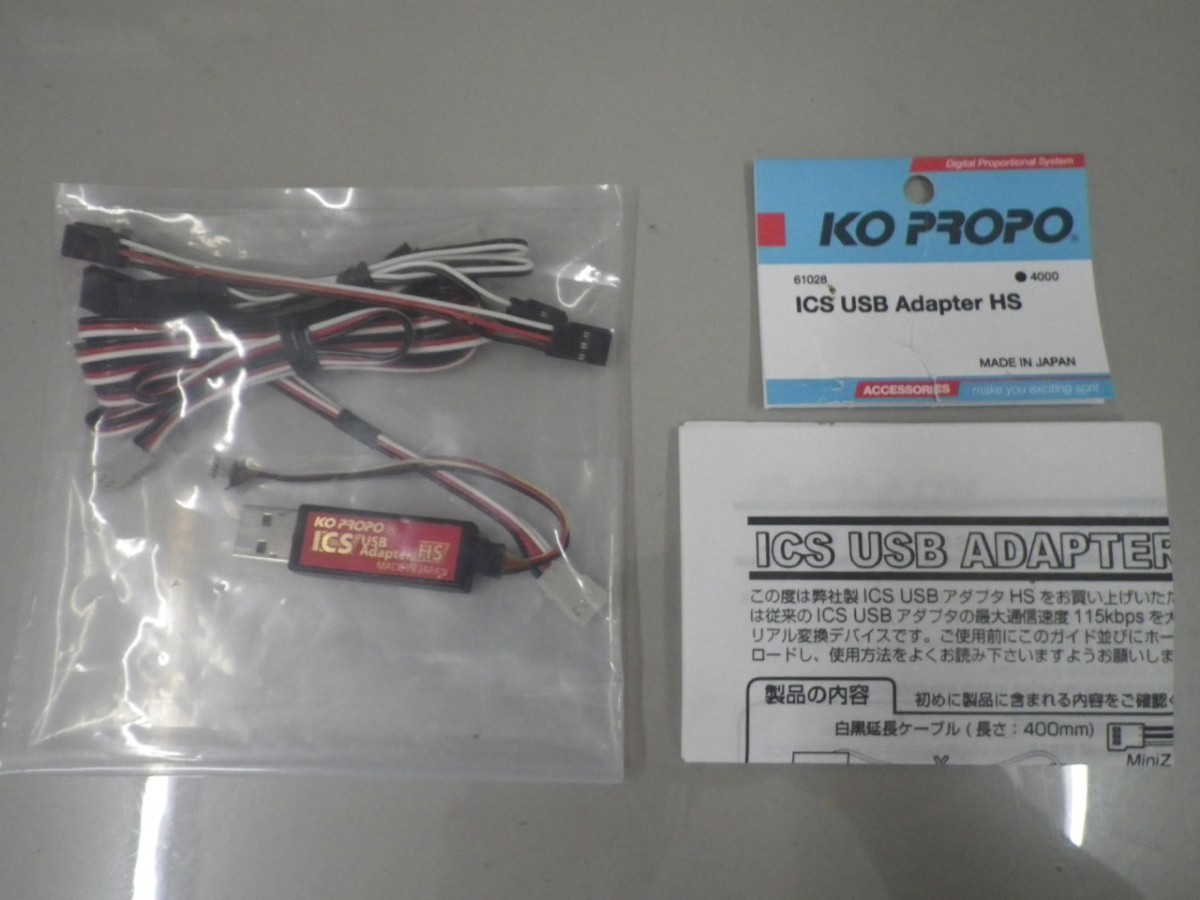 Digital Proportional System
KO PROPO
61028
● 4000
ICS USB Adapter HS
MADE IN JAPAN
ACCESSORIES
make you exciting sprit
KO PROPO
ICS USB Adapter HS
MADE IN JAPAN
ICS USB ADAPTER
この度は弊社製 ICS USB アダプタ HS をお買い上げいただ
は従来の ICS USB アダプタの最大通信速度 115kbps を大
リアル変換デバイスです。ご使用前にこのガイド並びにホー
ロードし、使用方法をよくお読み下さいますようお願いしま
製品の内容
初めに製品に含まれる内容をご確認く
白黒延長ケーブル ( 長さ : 400mm)
MiniZ